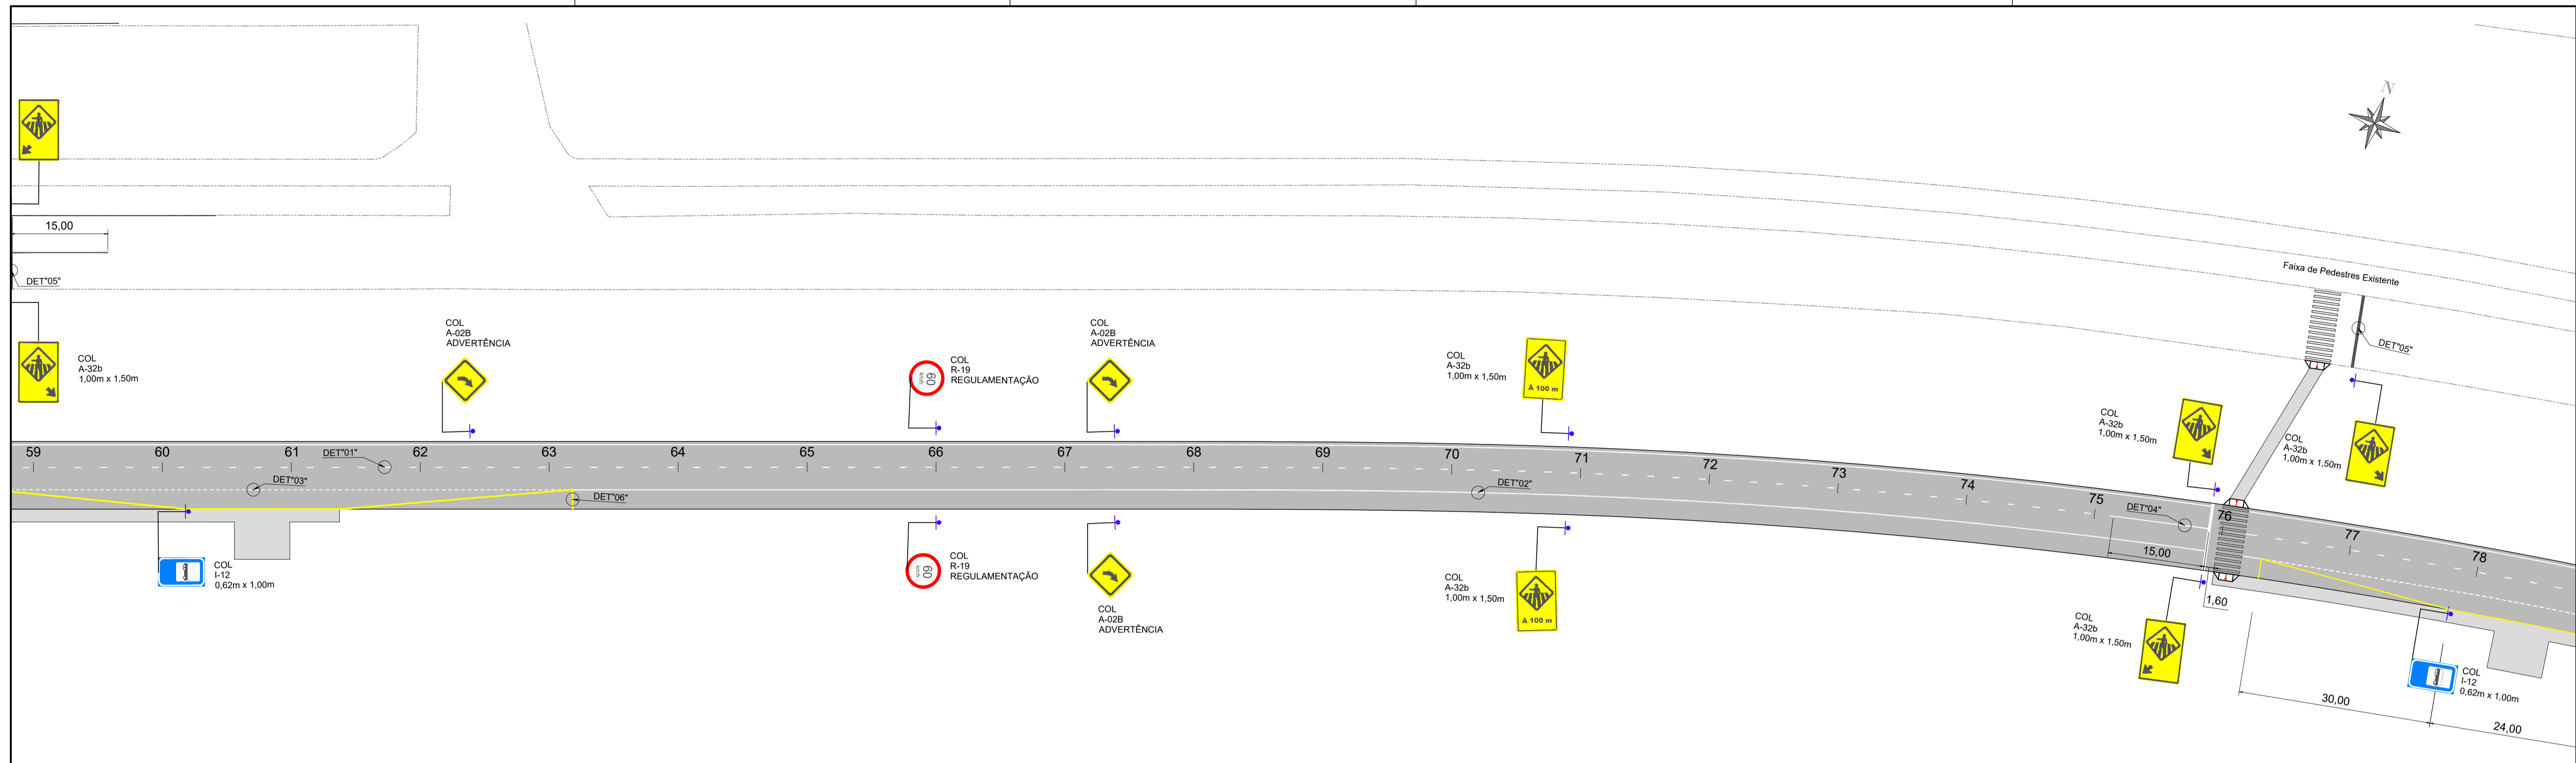 N
15,00
DET"05"
Faixa de Pedestres Existente
DET"05"
COL
A-32b
1,00m x 1,50m
COL
A-02B
ADVERTÊNCIA
COL
R-19
REGULAMENTAÇÃO
60
km/h
COL
A-02B
ADVERTÊNCIA
COL
A-32b
1,00m x 1,50m
A 100 m
COL
A-32b
1,00m x 1,50m
COL
A-32b
1,00m x 1,50m
59
60
61
62
63
64
65
66
67
68
69
70
71
72
73
74
75
76
77
78
DET"01"
DET"03"
DET"06"
DET"02"
DET"04"
15,00
1,60
COL
I-12
0,62m x 1,00m
60
km/h
COL
R-19
REGULAMENTAÇÃO
COL
A-02B
ADVERTÊNCIA
COL
A-32b
1,00m x 1,50m
A 100 m
COL
A-32b
1,00m x 1,50m
COL
I-12
0,62m x 1,00m
30,00
24,00